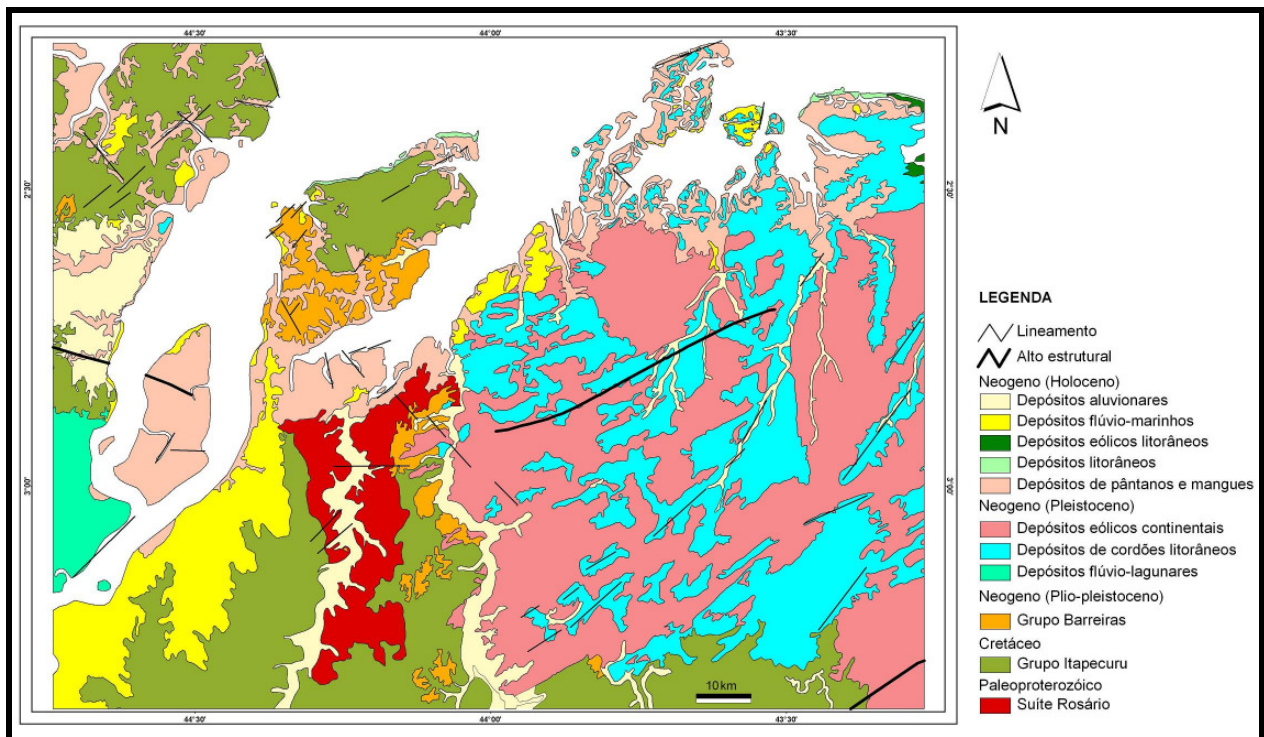 44°30'
44°00'
43°30'
2°30'
2°30'
3°00'
3°00'
10 km
44°30'
44°00'
43°30'
N
LEGENDA
Lineamento
Alto estrutural
Neogeno (Holoceno)
Depósitos aluvionares
Depósitos flúvio-marinhos
Depósitos eólicos litorâneos
Depósitos litorâneos
Depósitos de pântanos e mangues
Neogeno (Pleistoceno)
Depósitos eólicos continentais
Depósitos de cordões litorâneos
Depósitos flúvio-lagunares
Neogeno (Plio-pleistoceno)
Grupo Barreiras
Cretáceo
Grupo Itapecuru
Paleoproterozóico
Suíte Rosário